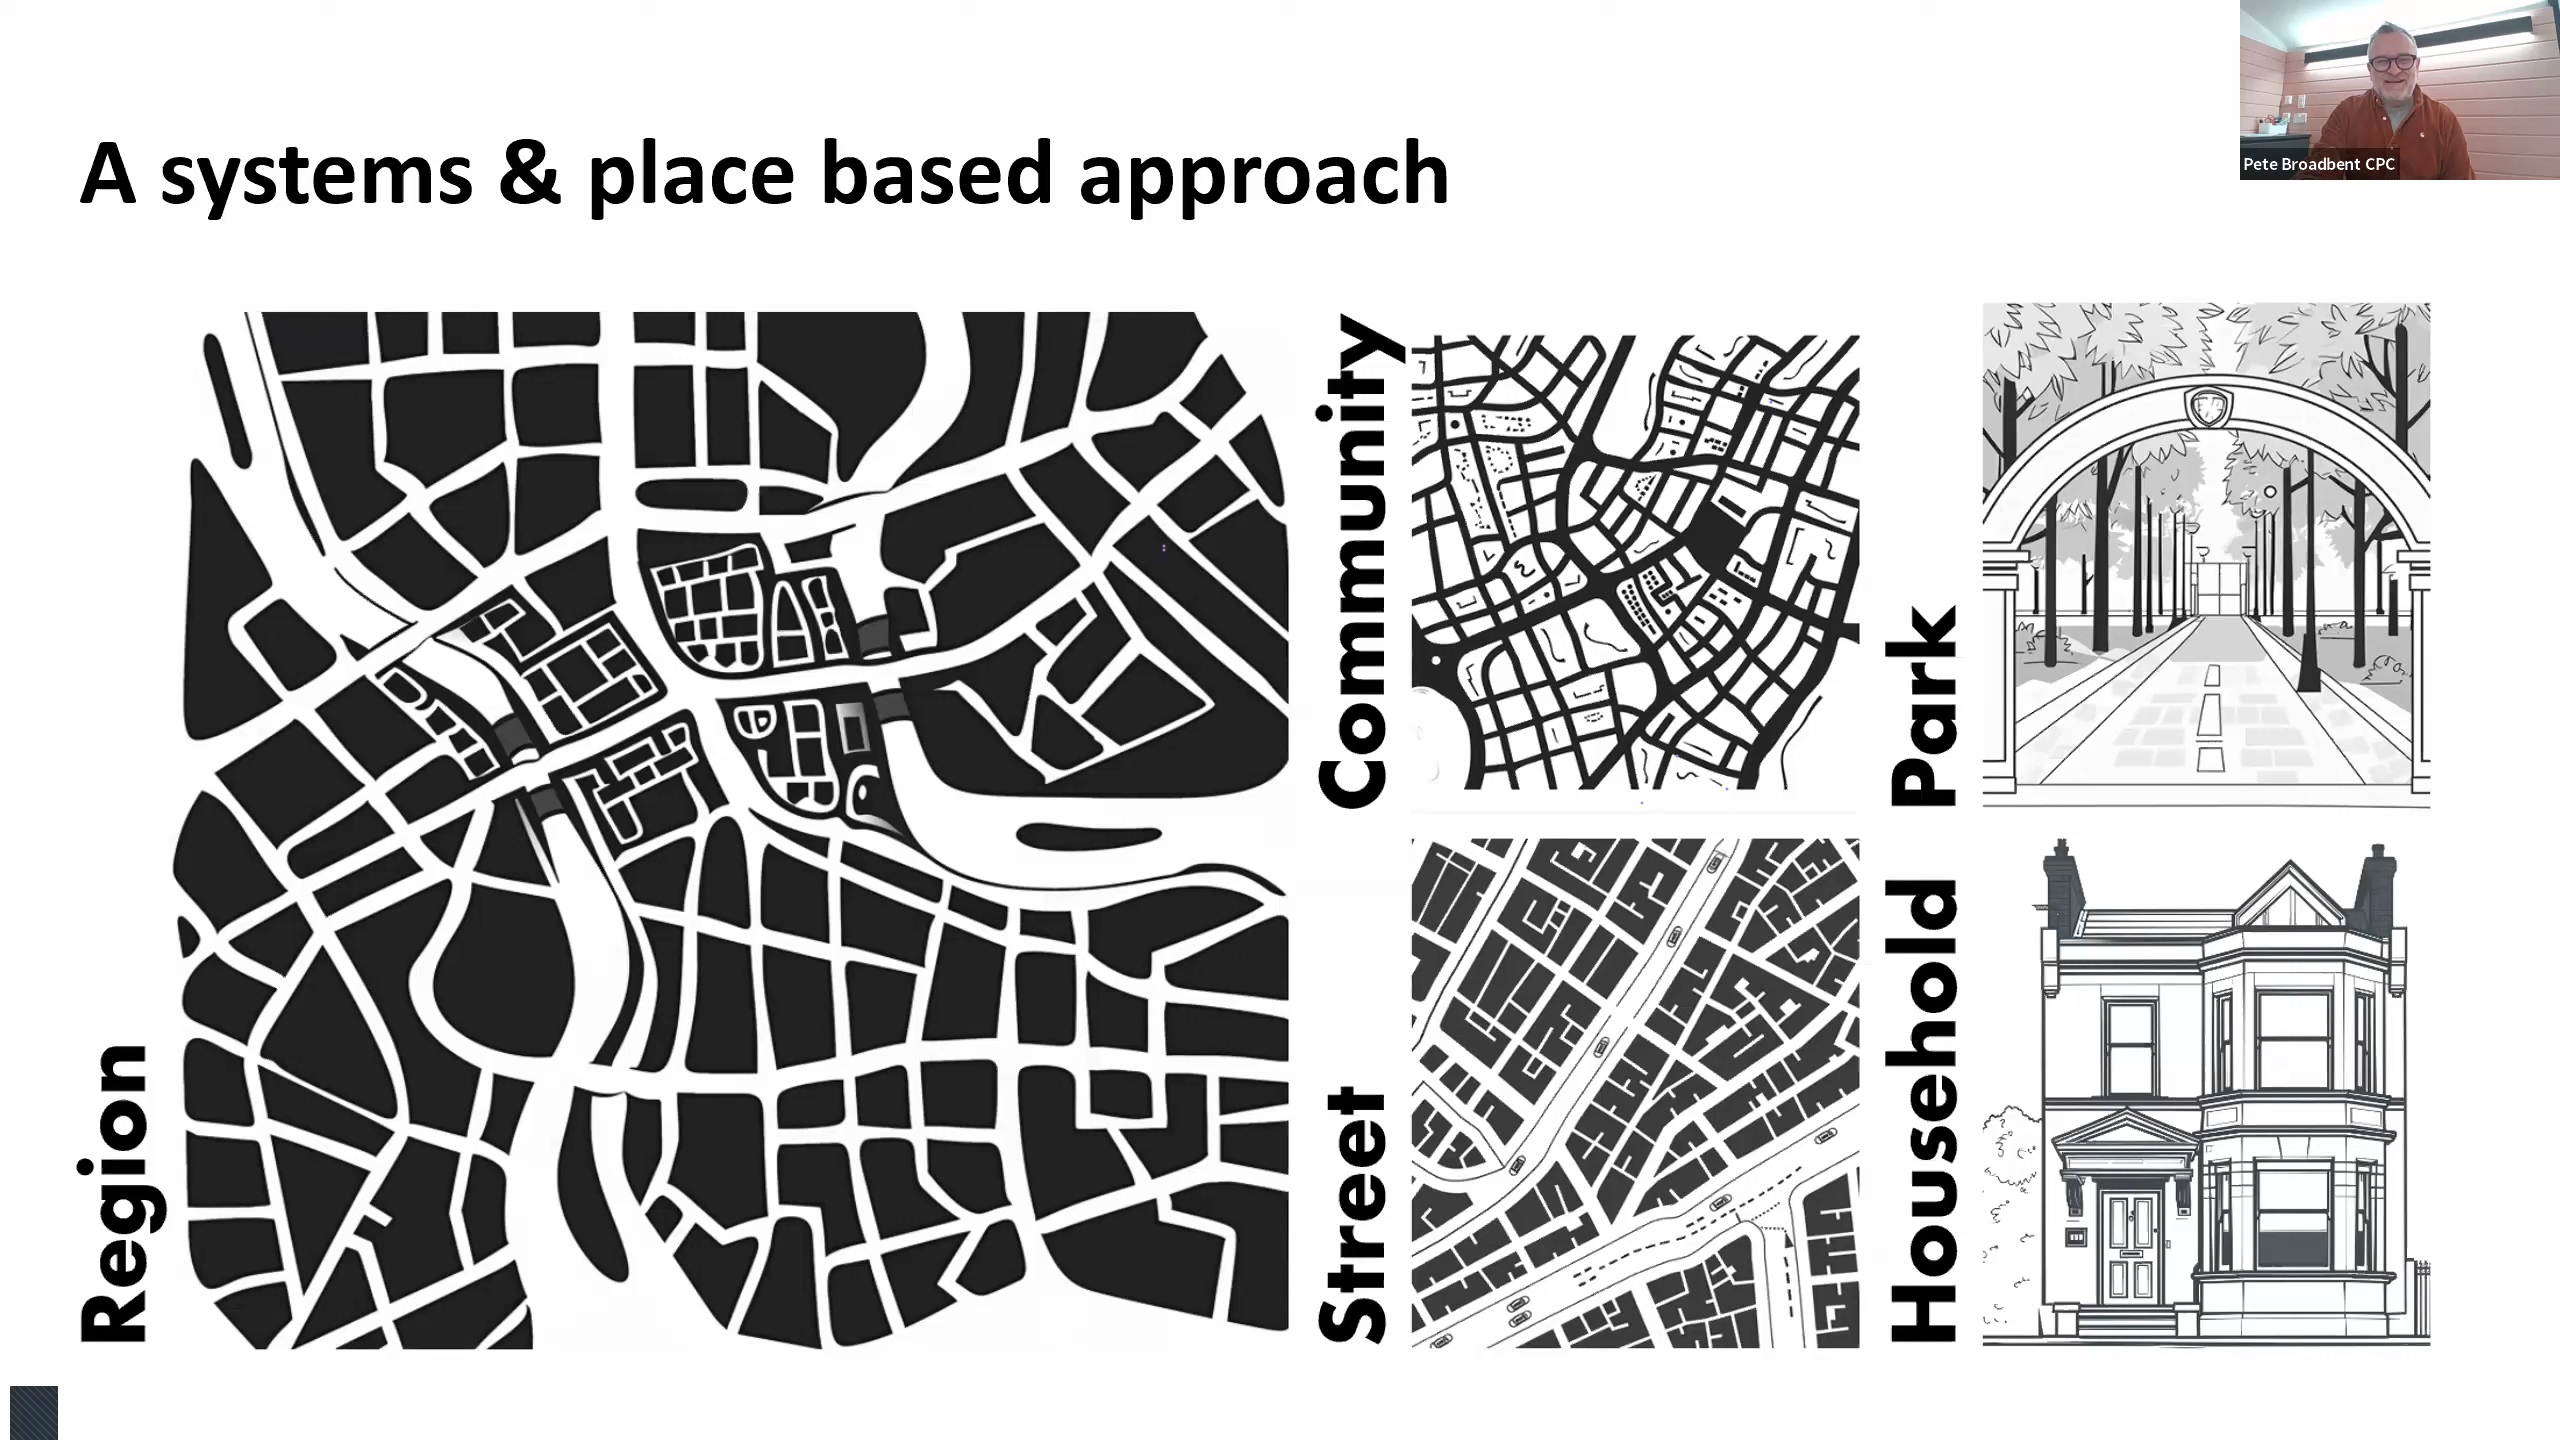 Pete Broadbent CPC
A systems & place based approach
Region
Community
Street
Park
Household